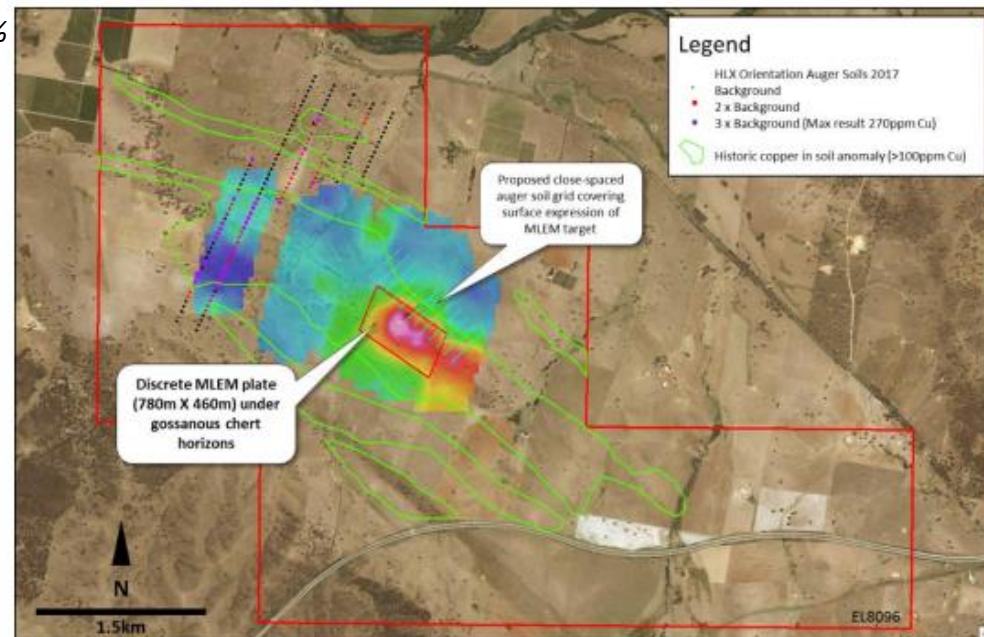 %
Legend
HLX Orientation Auger Soils 2017
Background
2 x Background
3 x Background (Max result 270ppm Cu)
Historic copper in soil anomaly (>100ppm Cu)
Proposed close-spaced
auger soil grid covering
surface expression of
MLEM target
Discrete MLEM plate
(780m X 460m) under
gossanous chert
horizons
N
1.5km
EL8096